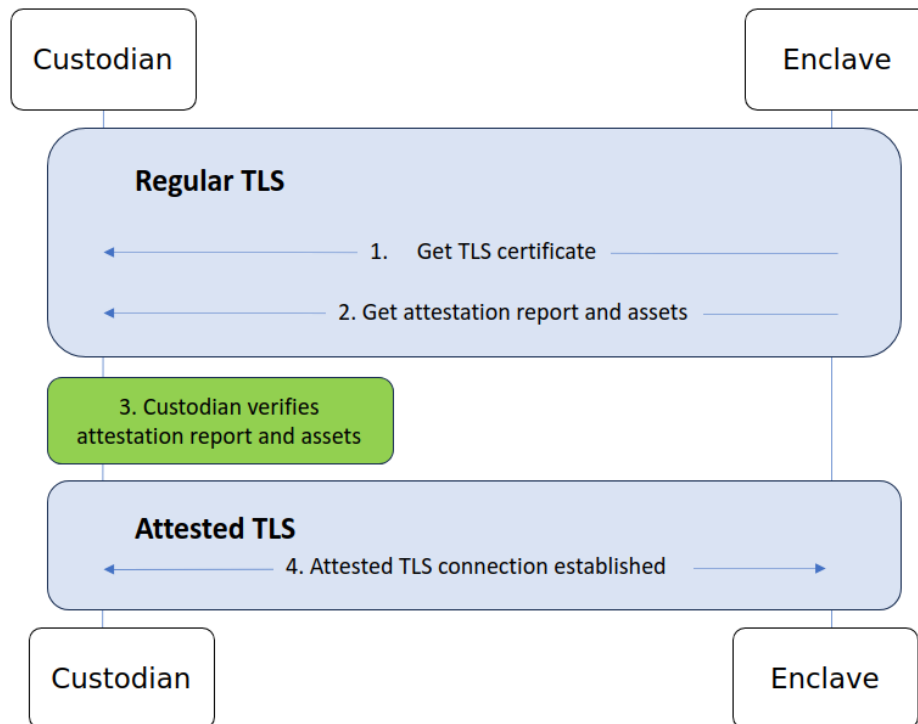 Custodian
Enclave
Regular TLS
1. Get TLS certificate
2. Get attestation report and assets
3. Custodian verifies
attestation report and assets
Attested TLS
4. Attested TLS connection established
Custodian
Enclave